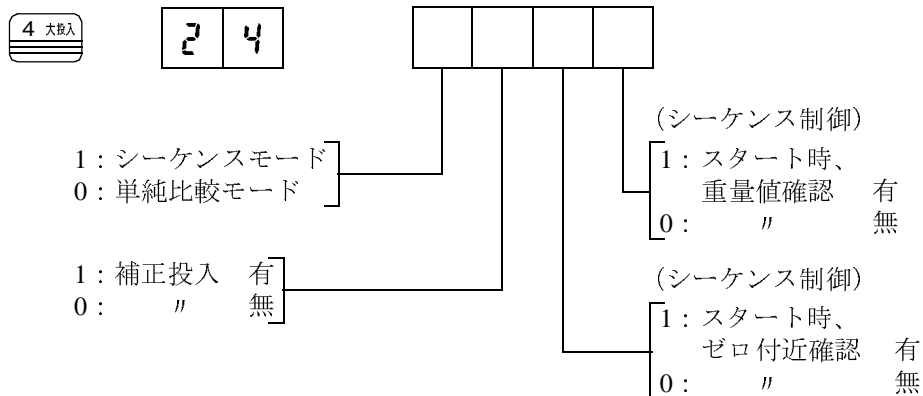 4 大投入
24
1：シーケンスモード
0：単純比較モード
1：補正投入 有
0： 〃 無
(シーケンス制御)
1：スタート時、
重量値確認 有
0： 〃 無
(シーケンス制御)
1：スタート時、
ゼロ付近確認 有
0： 〃 無